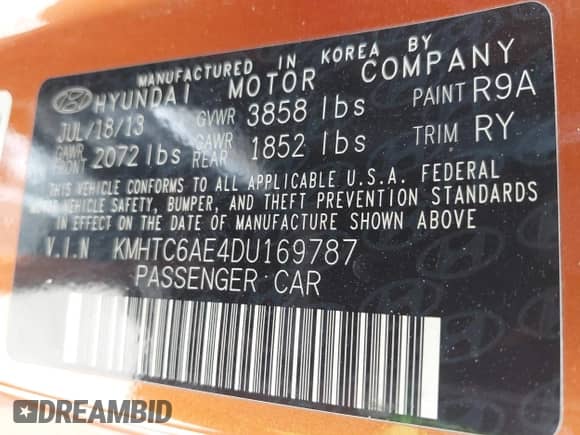 MANUFACTURED IN KOREA BY
HYUNDAI MOTOR COMPANY
JUL/18/13 GVWR 3858 lbs PAINT R9A
GAWR FRONT 2072 lbs GAWR REAR 1852 lbs TRIM RY
THIS VEHICLE CONFORMS TO ALL APPLICABLE U.S.A. FEDERAL
MOTOR VEHICLE SAFETY, BUMPER, AND THEFT PREVENTION STANDARDS
IN EFFECT ON THE DATE OF MANUFACTURE SHOWN ABOVE
V.I.N KMHTC6AE4DU169787
PASSENGER CAR
DREAMBID